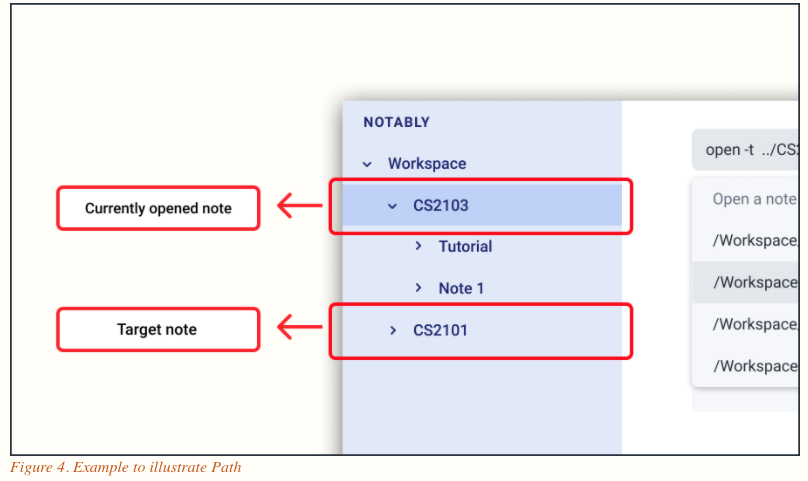 NOTABLY
Workspace
open -t ../CS2
Currently opened note
CS2103
Open a note
Tutorial
/Workspace/
Note 1
/Workspace
Target note
CS2101
/Workspace/
/Workspace
Figure 4. Example to illustrate Path